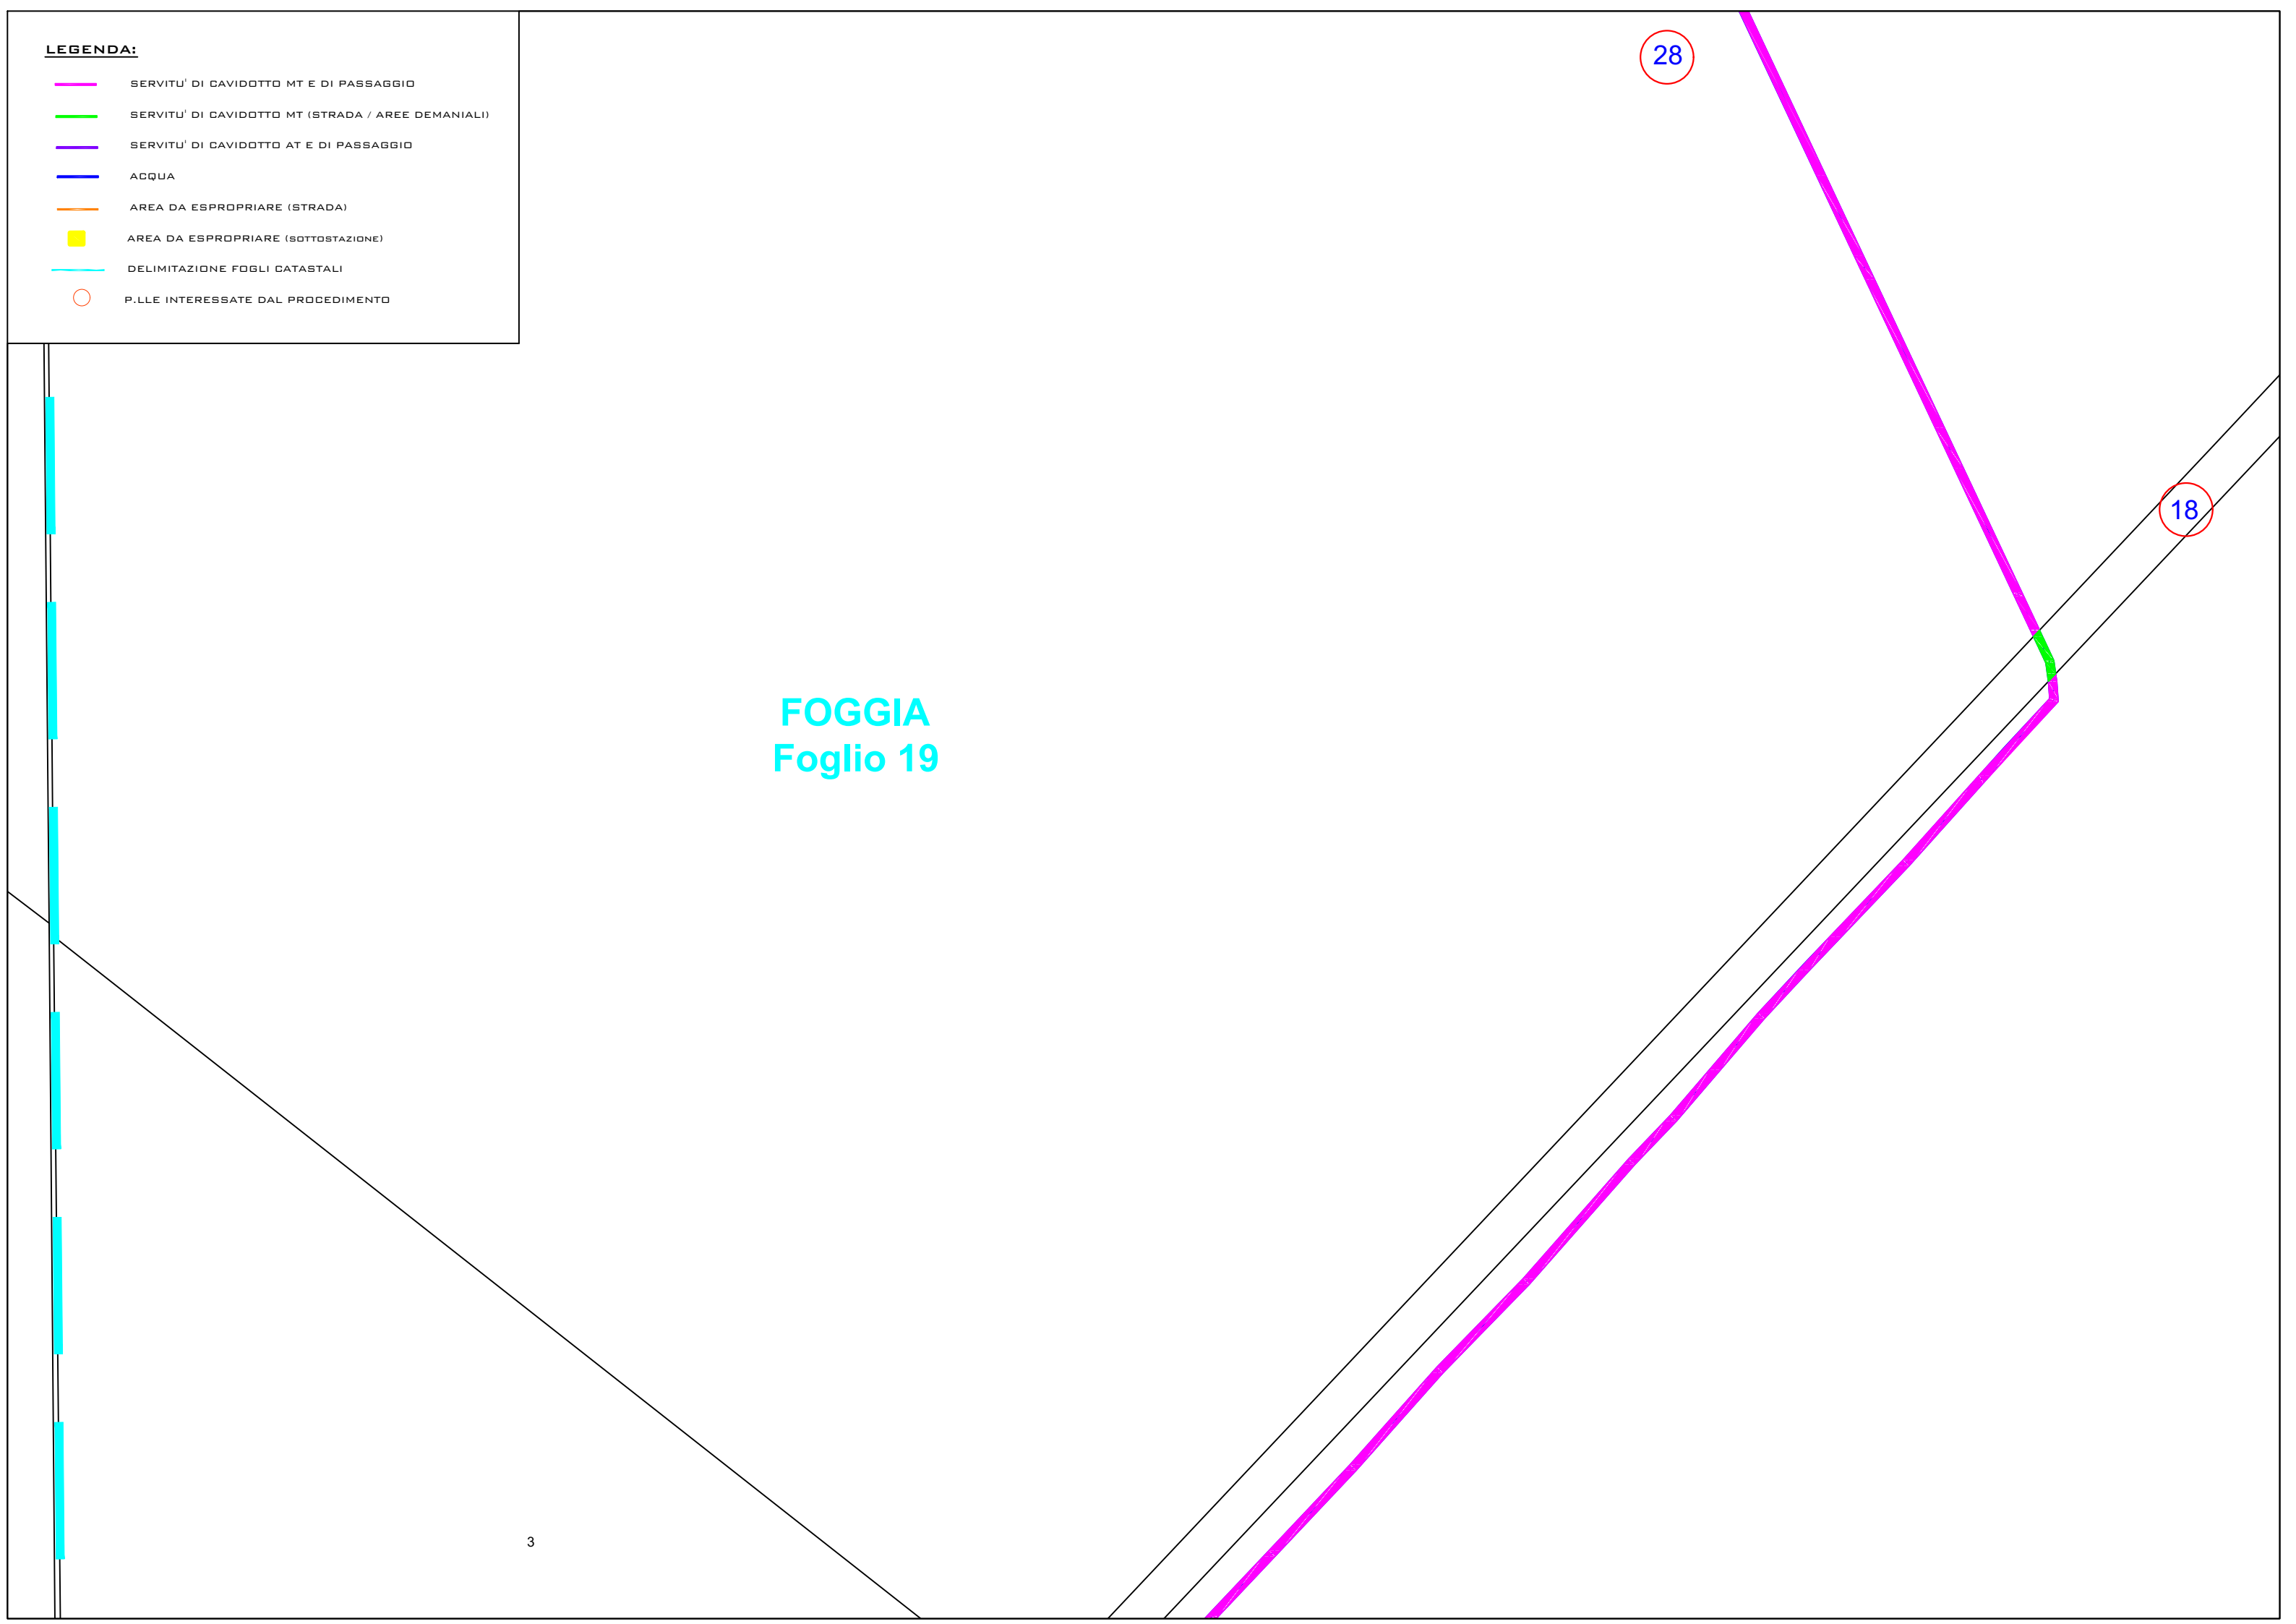 LEGENDA:
SERVITU' DI CAVIDOTTO MT E DI PASSAGGIO
SERVITU' DI CAVIDOTTO MT (STRADA / AREE DEMANIALI)
SERVITU' DI CAVIDOTTO AT E DI PASSAGGIO
ACQUA
AREA DA ESPROPRIARE (STRADA)
AREA DA ESPROPRIARE (SOTTOSTAZIONE)
DELIMITAZIONE FOGLI CATASTALI
P.LLE INTERESSATE DAL PROCEDIMENTO
28
18
FOGGIA
Foglio 19
3